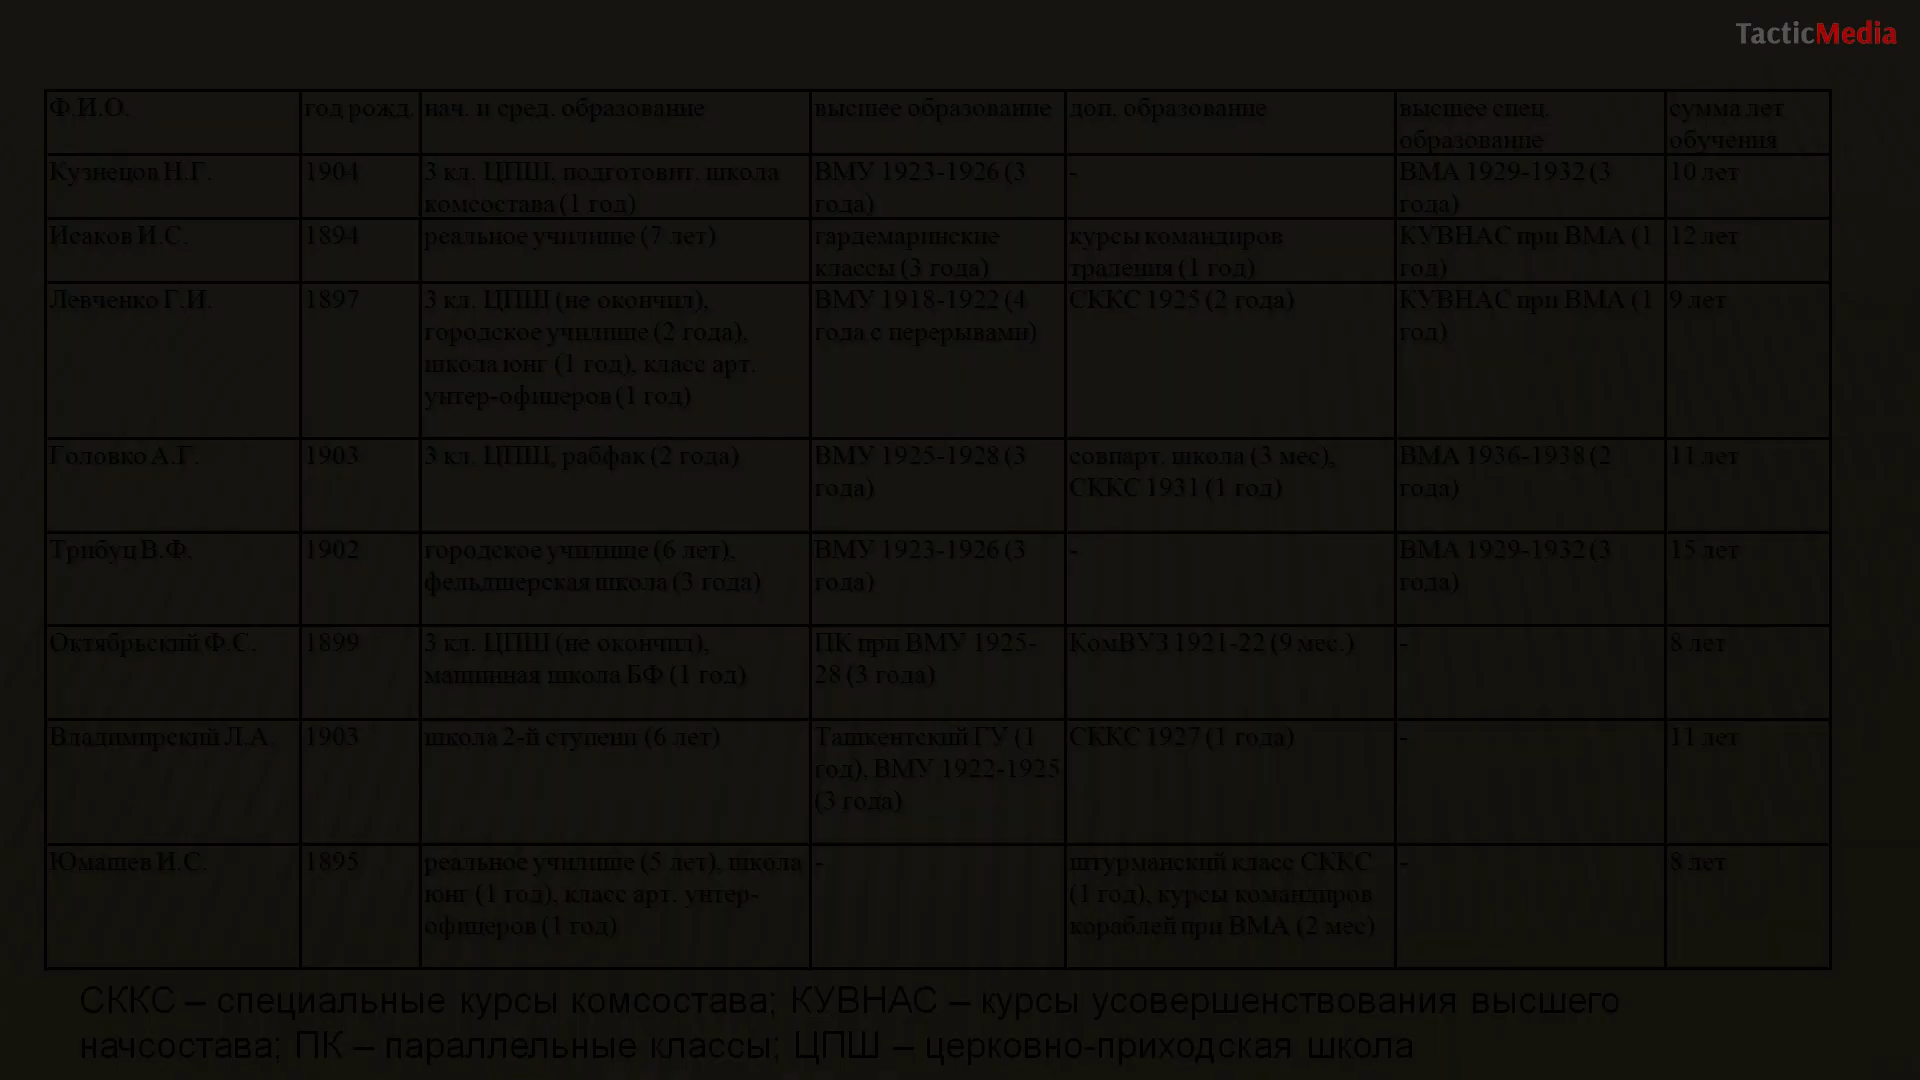 TacticMedia
Ф.И.О. год рожд. нач. и сред. образование высшее образование доп. образование высшее спец. сумма лет
образование обучения
Кузнецов Н.Г. 1904 3 кл. ЦПШ, подготовит. школа ВМУ 1923-1926 (3 - ВМА 1929-1932 (3 10 лет
комсостава (1 год) года) года)
Исаков И.С. 1894 реальное училище (7 лет) гардемаринские курсы командиров КУВНАС при ВМА (1 12 лет
классы (3 года) траления (1 год) год)
Левченко Г.И. 1897 3 кл. ЦПШ (не окончил), ВМУ 1918-1922 (4 СККС 1925 (2 года) КУВНАС при ВМА (1 9 лет
городское училище (2 года), года с перерывами) год)
школа юнг (1 год), класс арт.
унтер-офицеров (1 год)
Головко А.Г. 1903 3 кл. ЦПШ, рабфак (2 года) ВМУ 1925-1928 (3 совпарт. школа (3 мес), ВМА 1936-1938 (2 11 лет
года) СККС 1931 (1 год) года)
Трибуц В.Ф. 1902 городское училище (6 лет), ВМУ 1923-1926 (3 - ВМА 1929-1932 (3 15 лет
фельдшерская школа (3 года) года) года)
Октябрьский Ф.С. 1899 3 кл. ЦПШ (не окончил), ПК при ВМУ 1925- КомВУЗ 1921-22 (9 мес.) - 8 лет
машинная школа БФ (1 год) 28 (3 года)
Владимирский Л.А. 1903 школа 2-й ступени (6 лет) Ташкентский ГУ (1 СККС 1927 (1 года) - 11 лет
год), ВМУ 1922-1925
(3 года)
Юмашев И.С. 1895 реальное училище (5 лет), школа - штурманский класс СККС - 8 лет
юнг (1 год), класс арт. унтер- (1 год), курсы командиров
офицеров (1 год) кораблей при ВМА (2 мес)
СККС – специальные курсы комсостава; КУВНАС – курсы усовершенствования высшего
начсостава; ПК – параллельные классы; ЦПШ – церковно-приходская школа